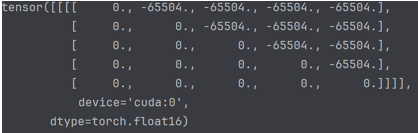 tensor([[[[     0., -65504., -65504., -65504., -65504.],
          [     0.,      0., -65504., -65504., -65504.],
          [     0.,      0.,      0., -65504., -65504.],
          [     0.,      0.,      0.,      0., -65504.],
          [     0.,      0.,      0.,      0.,      0.]]]],
       device='cuda:0',
       dtype=torch.float16)